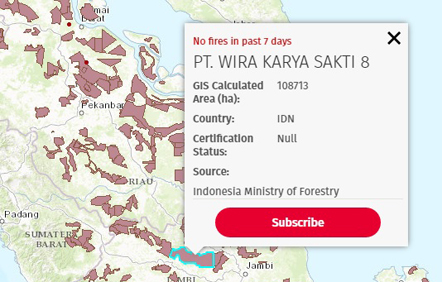 No fires in past 7 days
PT. WIRA KARYA SAKTI 8
GIS Calculated 108713
Area (ha):
Country: IDN
Certification Null
Status:
Source:
Indonesia Ministry of Forestry
Subscribe
mai
Pekanbar
RIAU
Padang
SUMATERA
BARAT
Jambi